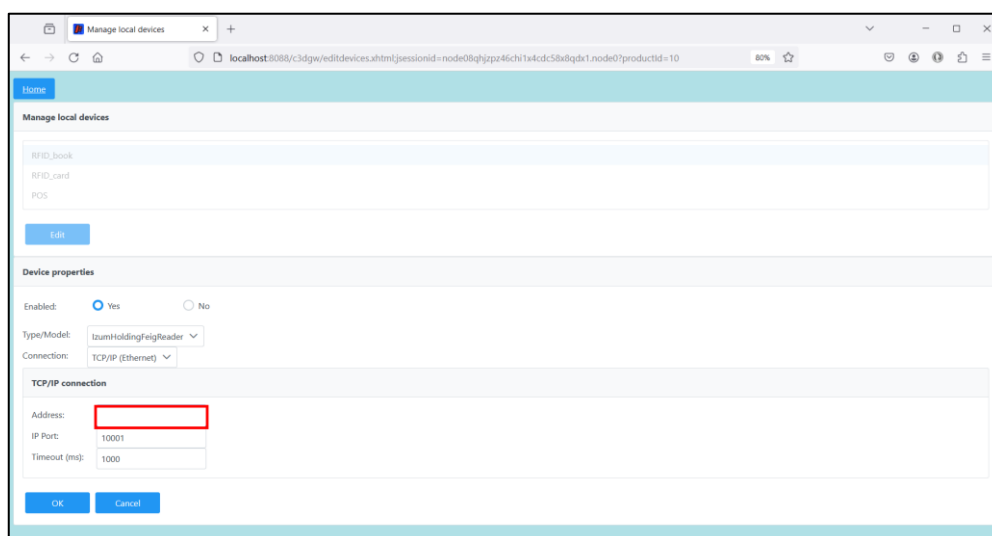 Manage local devices
localhost:8088/c3dgw/editdevices.xhtml;jsessionid=node08qhjzpz46chi1x4cdc58x8qdx1.node0?productId=10 80%
Home
Manage local devices
RFID_book
RFID_card
POS
Edit
Device properties
Enabled: Yes No
Type/Model: IzumHoldingFeigReader
Connection: TCP/IP (Ethernet)
TCP/IP connection
Address:
IP Port: 10001
Timeout (ms): 1000
OK Cancel